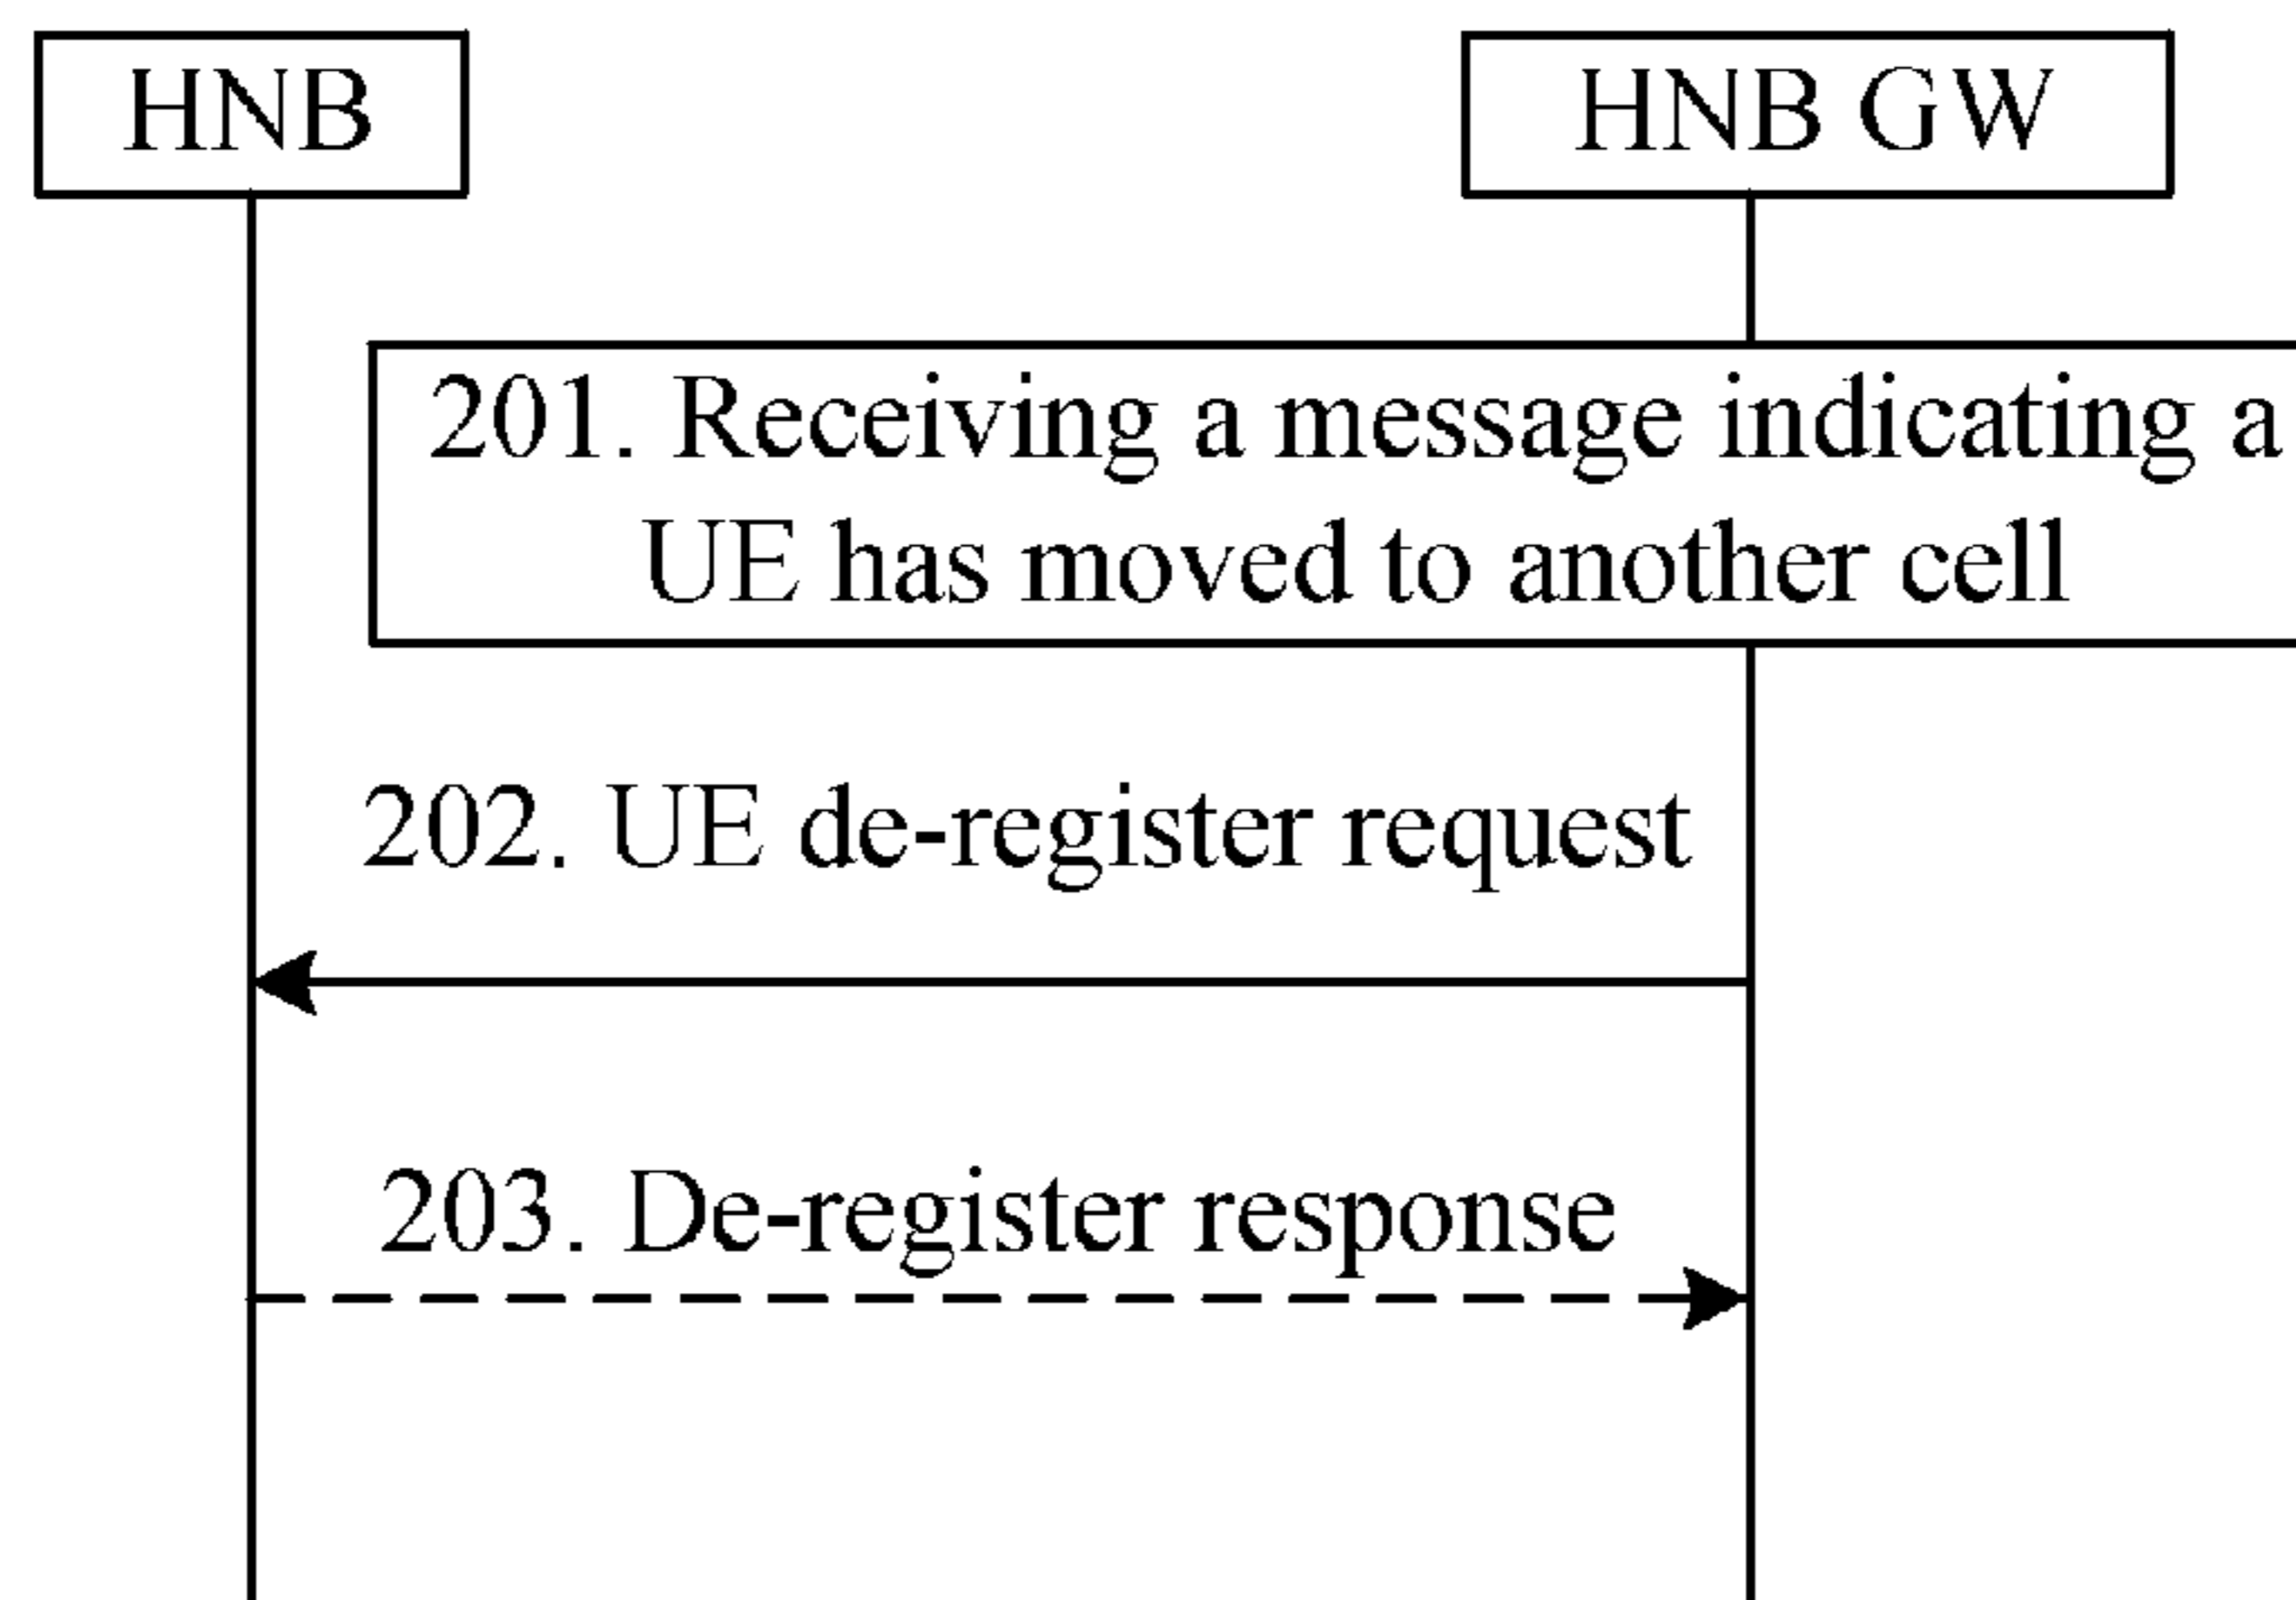 HNB
HNB GW
201. Receiving a message indicating a
UE has moved to another cell
202. UE de-register request
203. De-register response